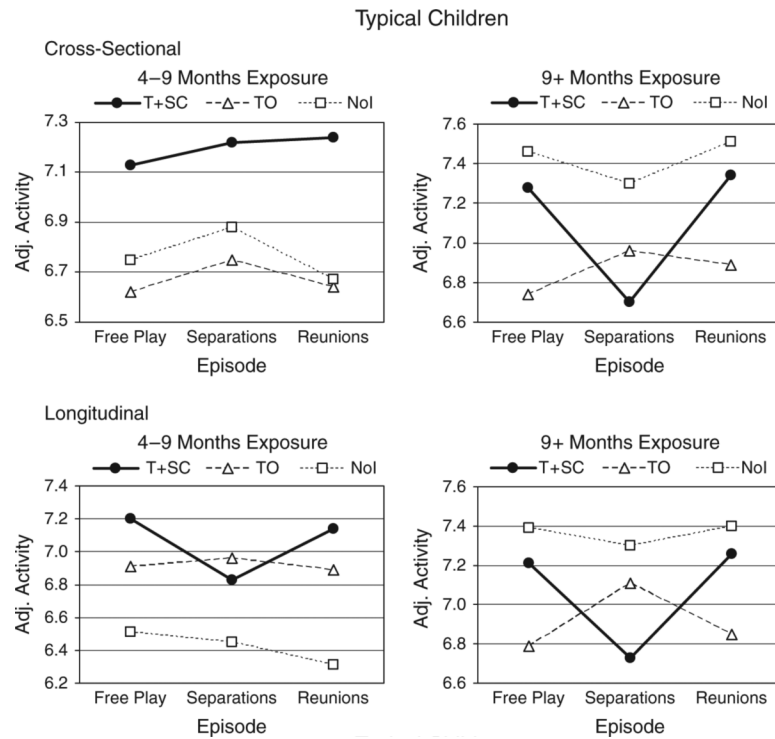 Typical Children
Cross-Sectional
4–9 Months Exposure
T+SC TO NoI
7.3
7.1
6.9
6.7
6.5
Adj. Activity
Free Play Separations Reunions
Episode
9+ Months Exposure
T+SC TO NoI
7.6
7.4
7.2
7.0
6.8
6.6
Adj. Activity
Free Play Separations Reunions
Episode
Longitudinal
4–9 Months Exposure
T+SC TO NoI
7.4
7.2
7.0
6.8
6.6
6.4
6.2
Adj. Activity
Free Play Separations Reunions
Episode
9+ Months Exposure
T+SC TO NoI
7.6
7.4
7.2
7.0
6.8
6.6
Adj. Activity
Free Play Separations Reunions
Episode